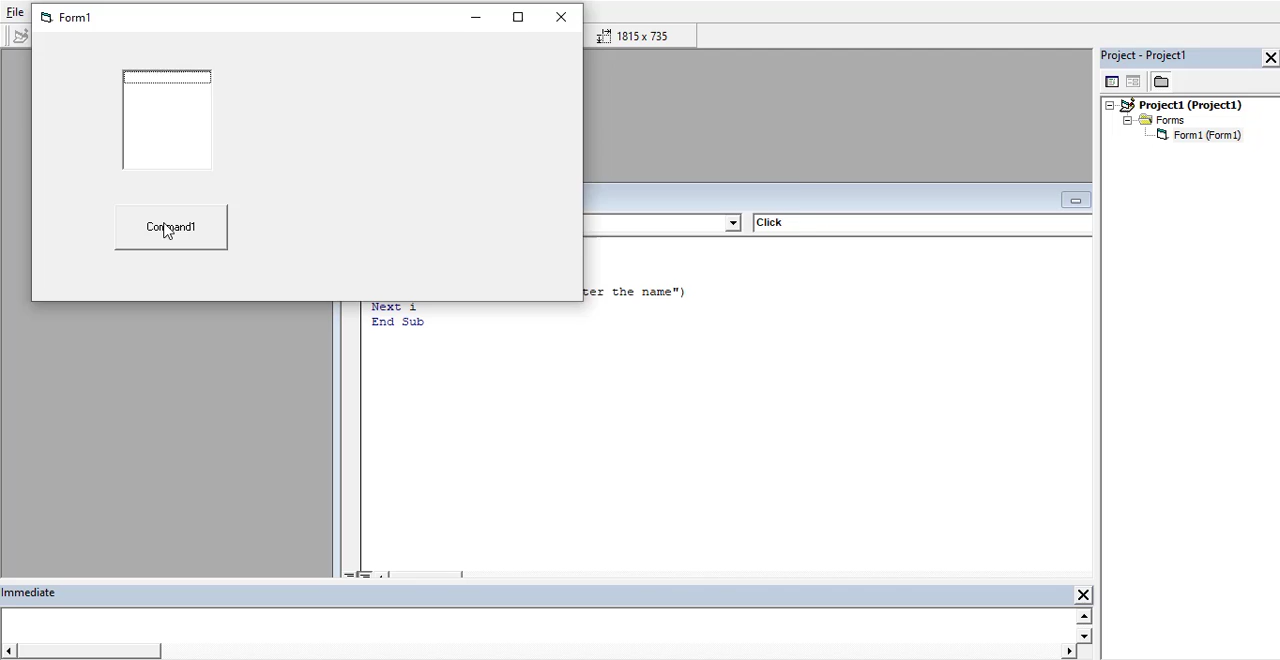 File
Form1
1815 x 735
Project - Project1
Project1 (Project1)
Forms
Form1 (Form1)
Command1
Click
ter the name")
Next i
End Sub
Immediate